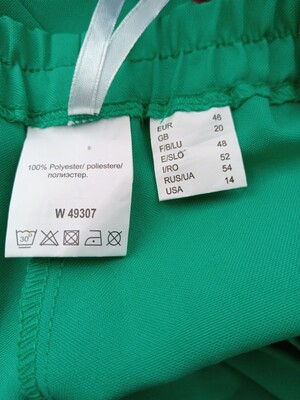 100% Polyester/ poliestere/
полиэстер.
W 49307
30°
EUR 46
GB 20
F/B/LU 48
E/SLO 52
I/RO 54
RUS/UA 14
USA